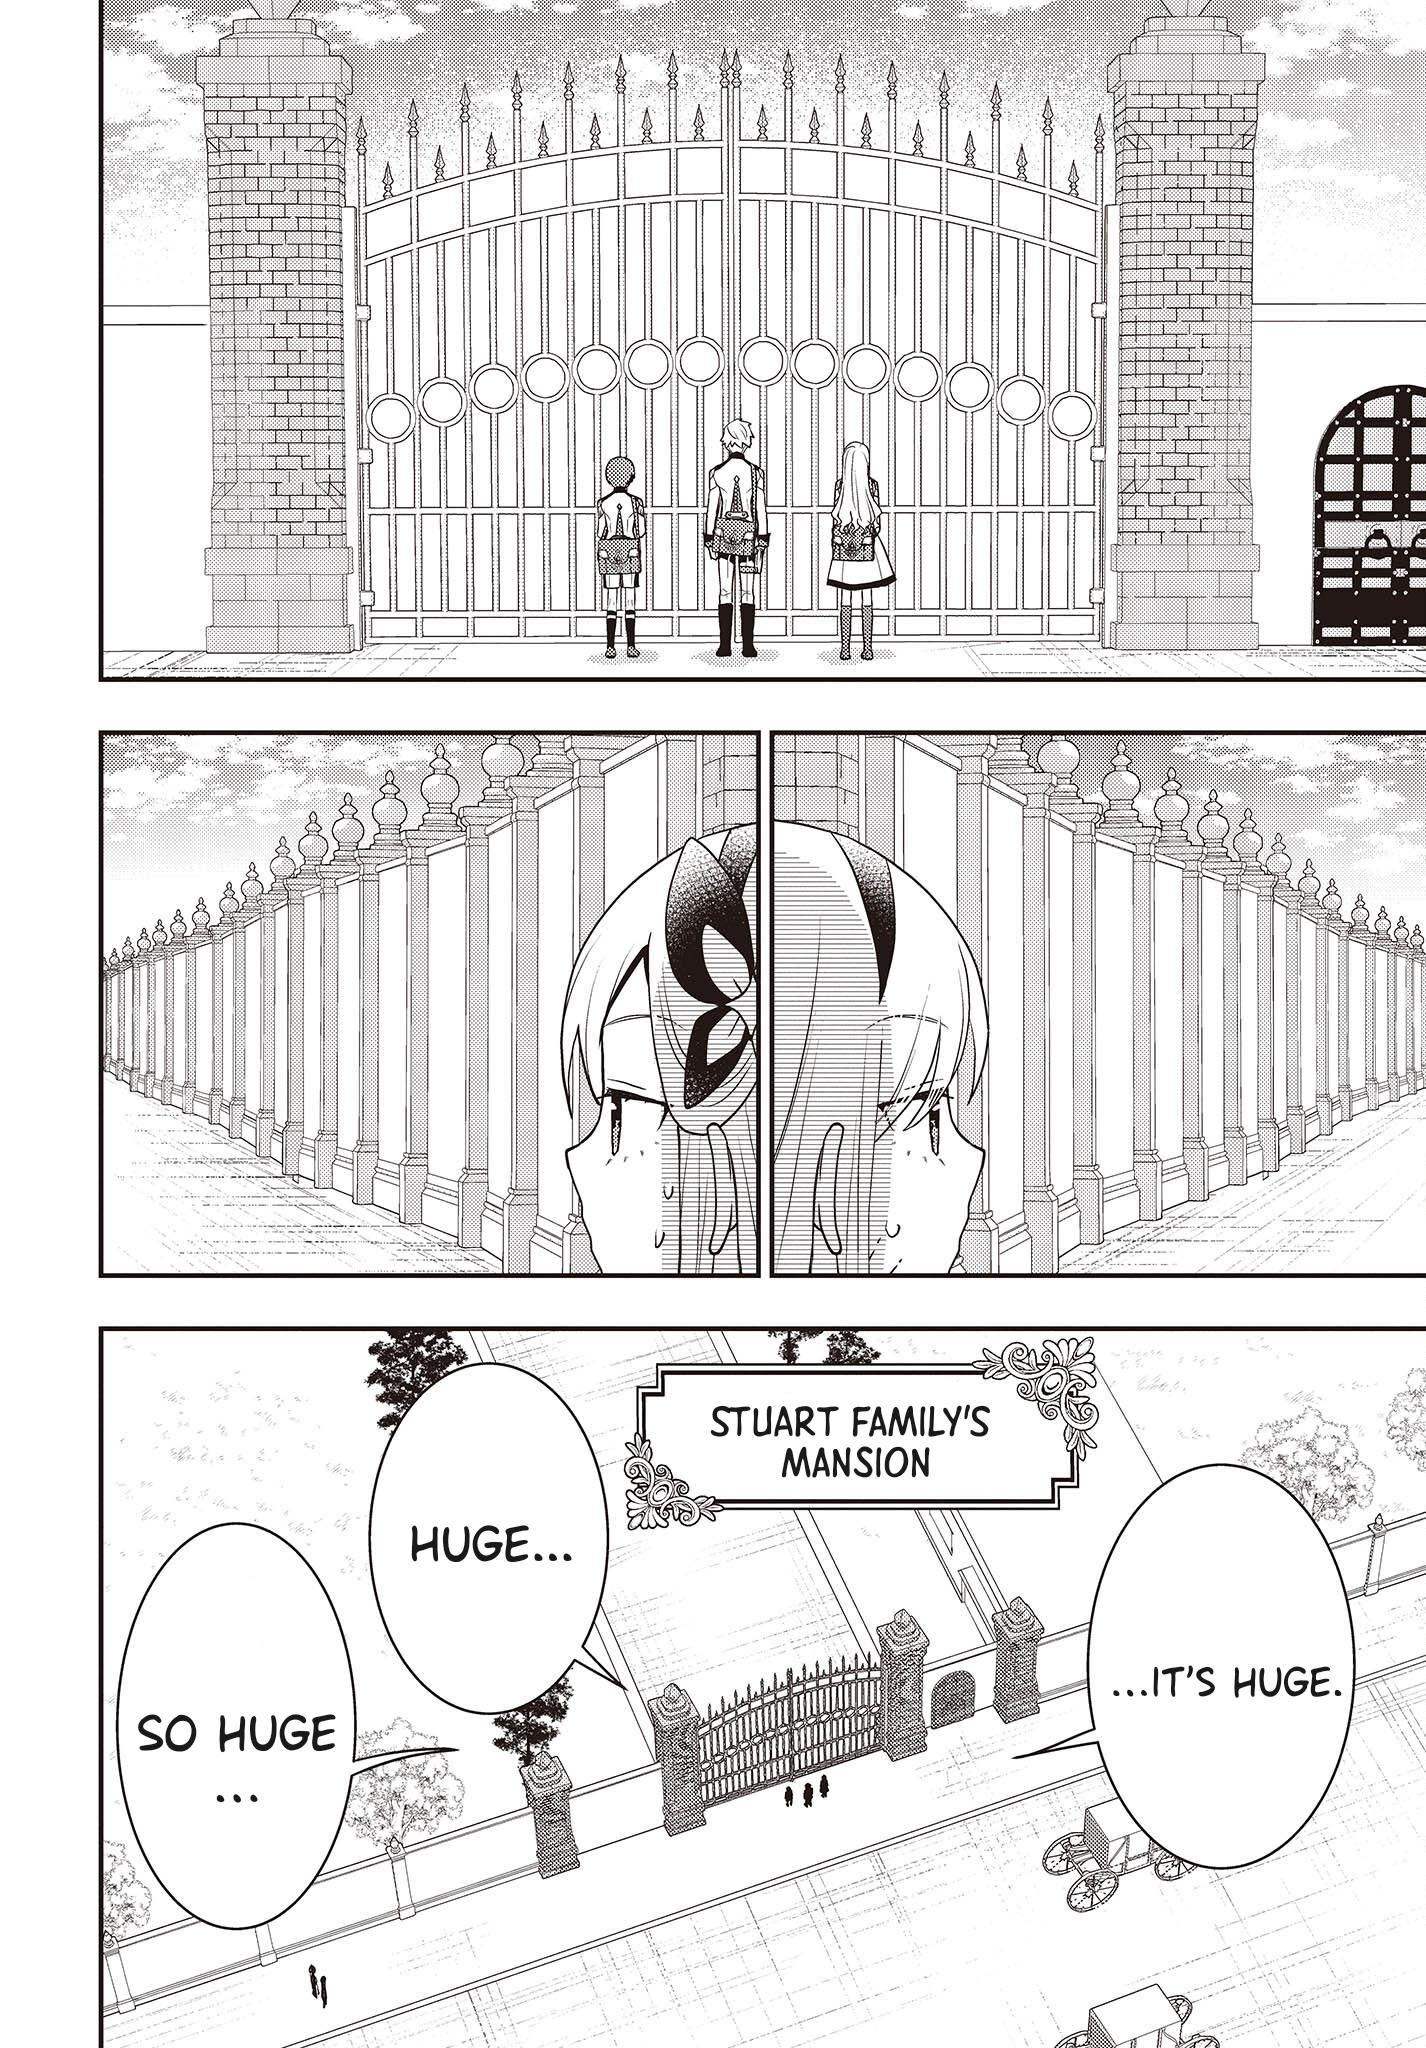 STUART FAMILY'S
MANSION
...IT'S HUGE.
HUGE...
SO HUGE
...